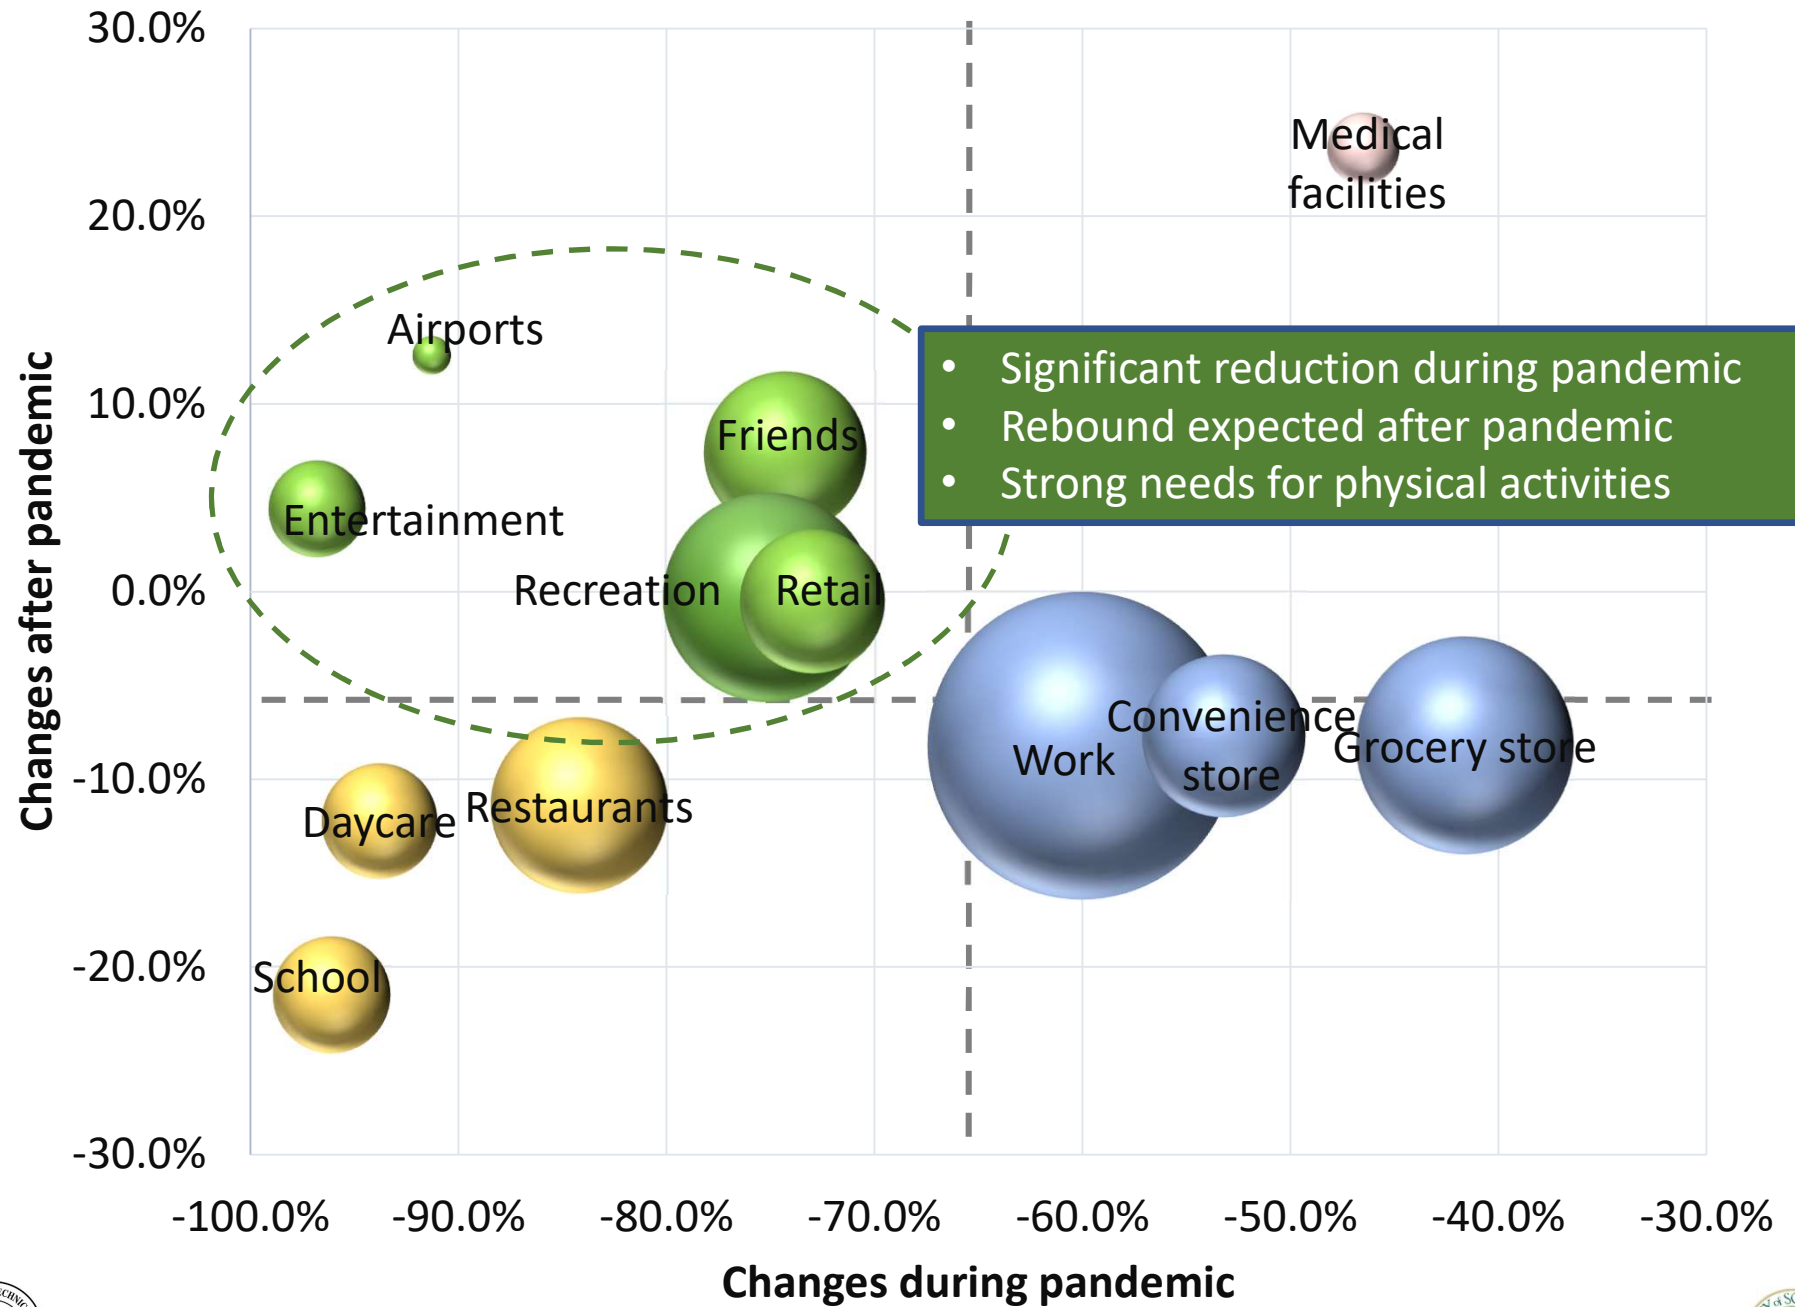 30.0%
20.0%
10.0%
0.0%
-10.0%
-20.0%
-30.0%
Changes after pandemic
Medical
facilities
Airports
Friends
Entertainment
Recreation
Retail
• Significant reduction during pandemic
• Rebound expected after pandemic
• Strong needs for physical activities
Convenience
store
Work
Grocery store
Daycare
Restaurants
School
-100.0%
-90.0%
-80.0%
-70.0%
-60.0%
-50.0%
-40.0%
-30.0%
Changes during pandemic